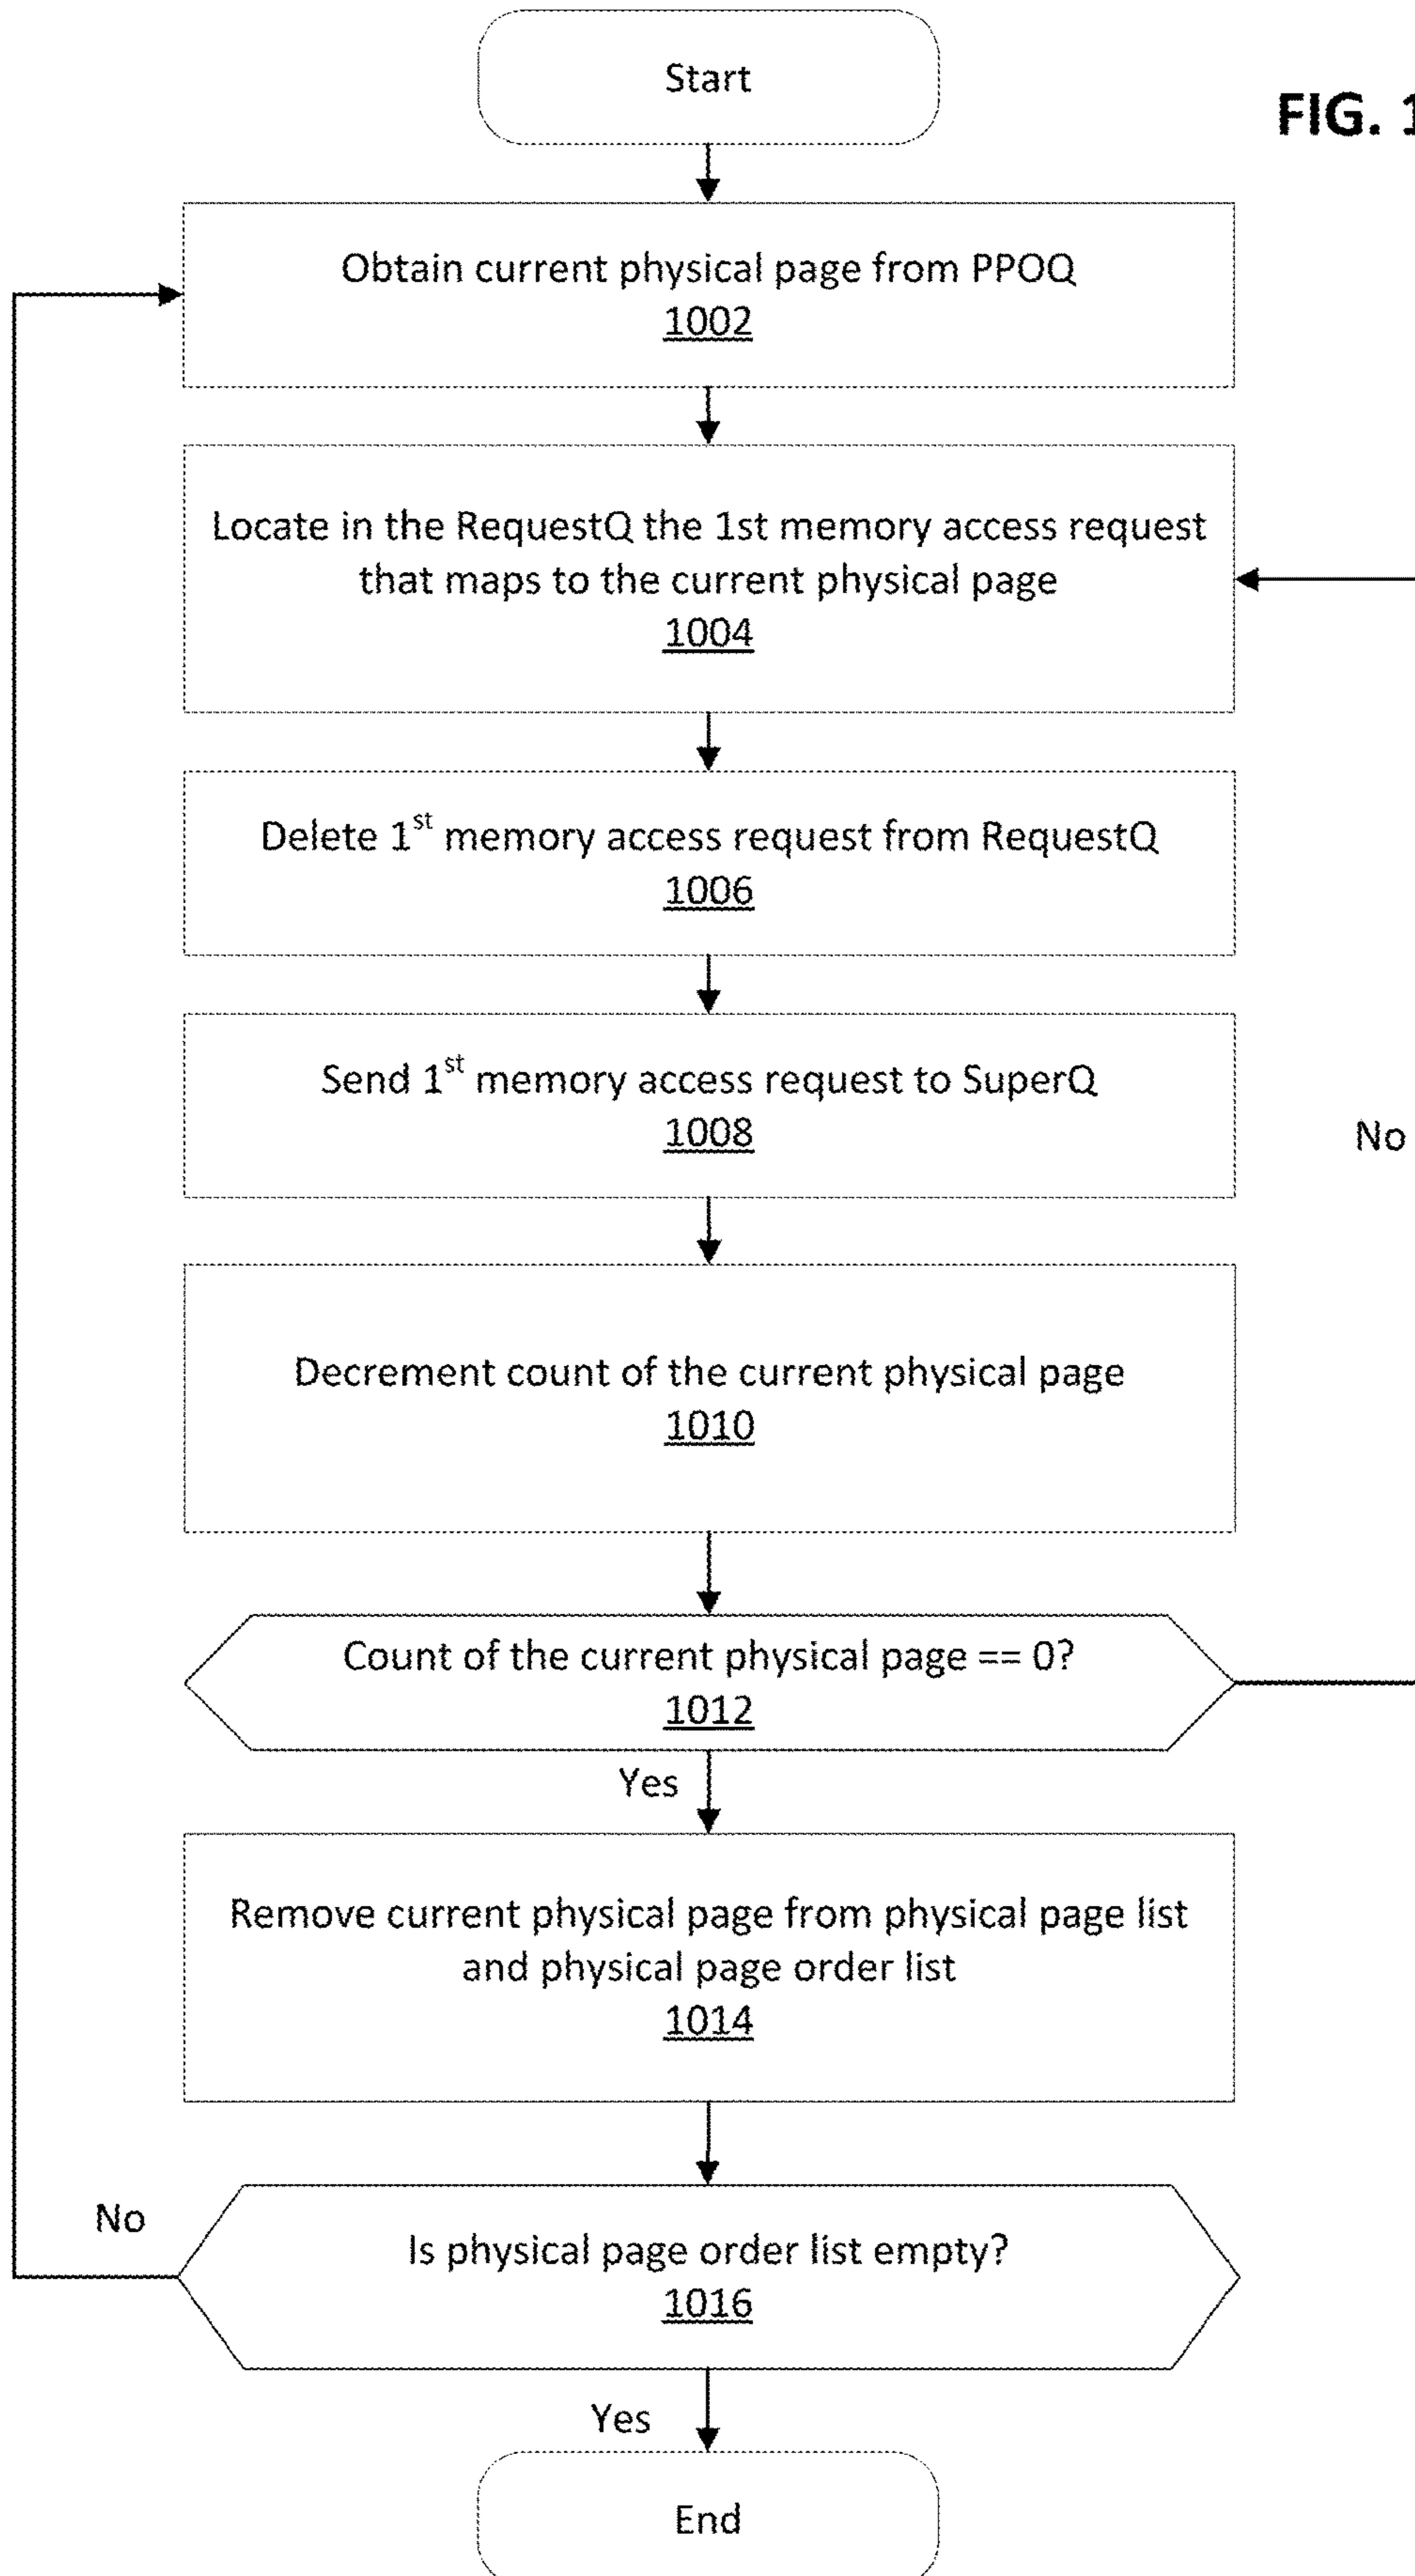 Start
FIG. 1
Obtain current physical page from PPOQ
1002
Locate in the RequestQ the 1st memory access request
that maps to the current physical page
1004
Delete 1st memory access request from RequestQ
1006
Send 1st memory access request to SuperQ
1008
No
Decrement count of the current physical page
1010
Count of the current physical page == 0?
1012
Yes
Remove current physical page from physical page list
and physical page order list
1014
No
Is physical page order list empty?
1016
Yes
End